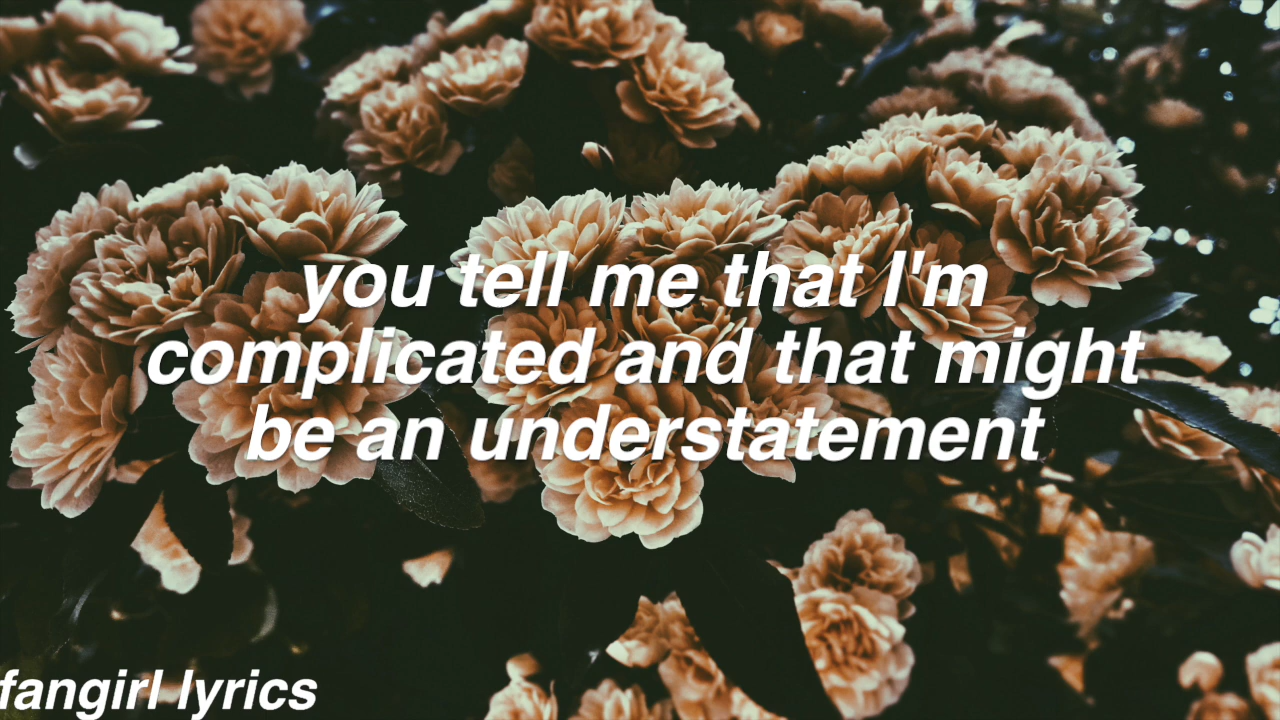 you tell me that I'm
complicated and that might
be an understatement
fangirl lyrics